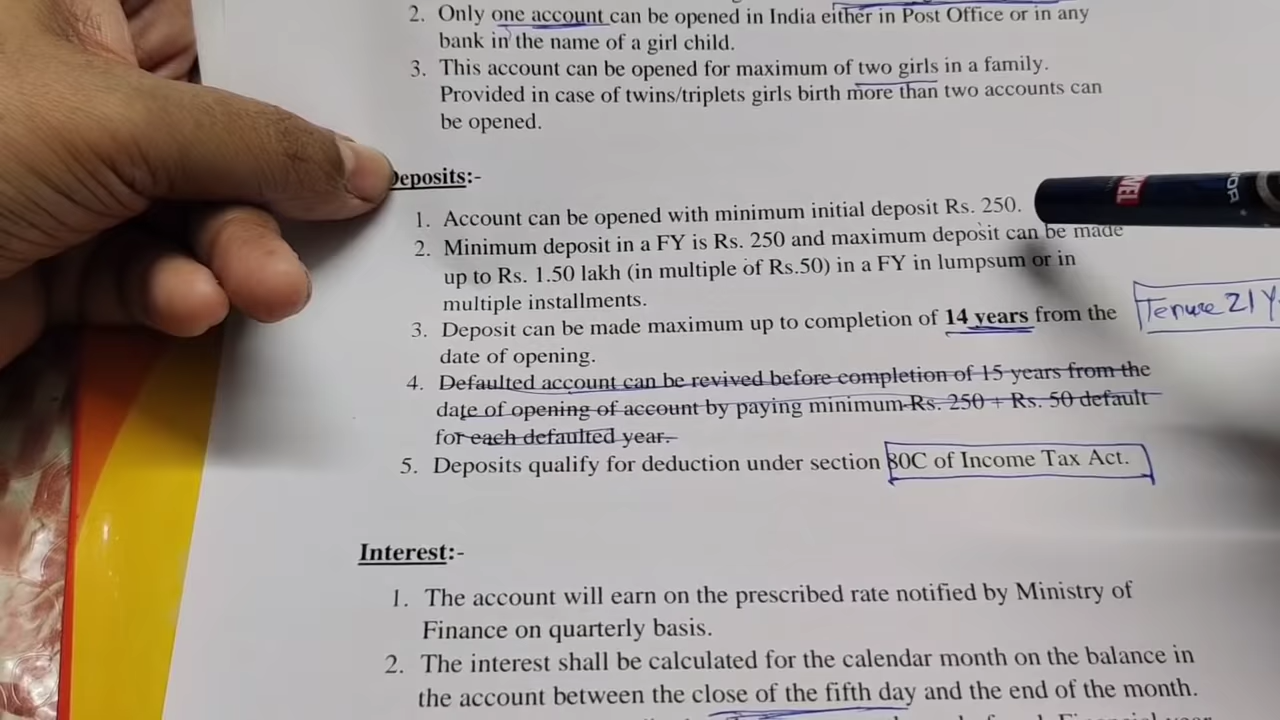 2. Only one account can be opened in India either in Post Office or in any
bank in the name of a girl child.
3. This account can be opened for maximum of two girls in a family.
Provided in case of twins/triplets girls birth more than two accounts can
be opened.
Deposits:-
1. Account can be opened with minimum initial deposit Rs. 250.
2. Minimum deposit in a FY is Rs. 250 and maximum deposit can be made
up to Rs. 1.50 lakh (in multiple of Rs.50) in a FY in lumpsum or in
multiple installments.
3. Deposit can be made maximum up to completion of 14 years from the
date of opening.
Tenure 21 Y
4. Defaulted account can be revived before completion of 15 years from the
date of opening of account by paying minimum Rs. 250 + Rs. 50 default
for each defaulted year.
5. Deposits qualify for deduction under section 80C of Income Tax Act.
Interest:-
1. The account will earn on the prescribed rate notified by Ministry of
Finance on quarterly basis.
2. The interest shall be calculated for the calendar month on the balance in
the account between the close of the fifth day and the end of the month.